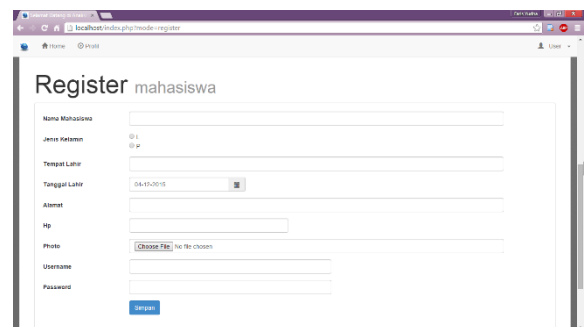 localhost/index.php?mode=register
Home Profil User
Register mahasiswa
Nama Mahasiswa
Jenis Kelamin
P
Tempat Lahir
Tanggal Lahir 04-12-2015
Alamat
Hp
Photo Choose File No file chosen
Username
Password
Simpan